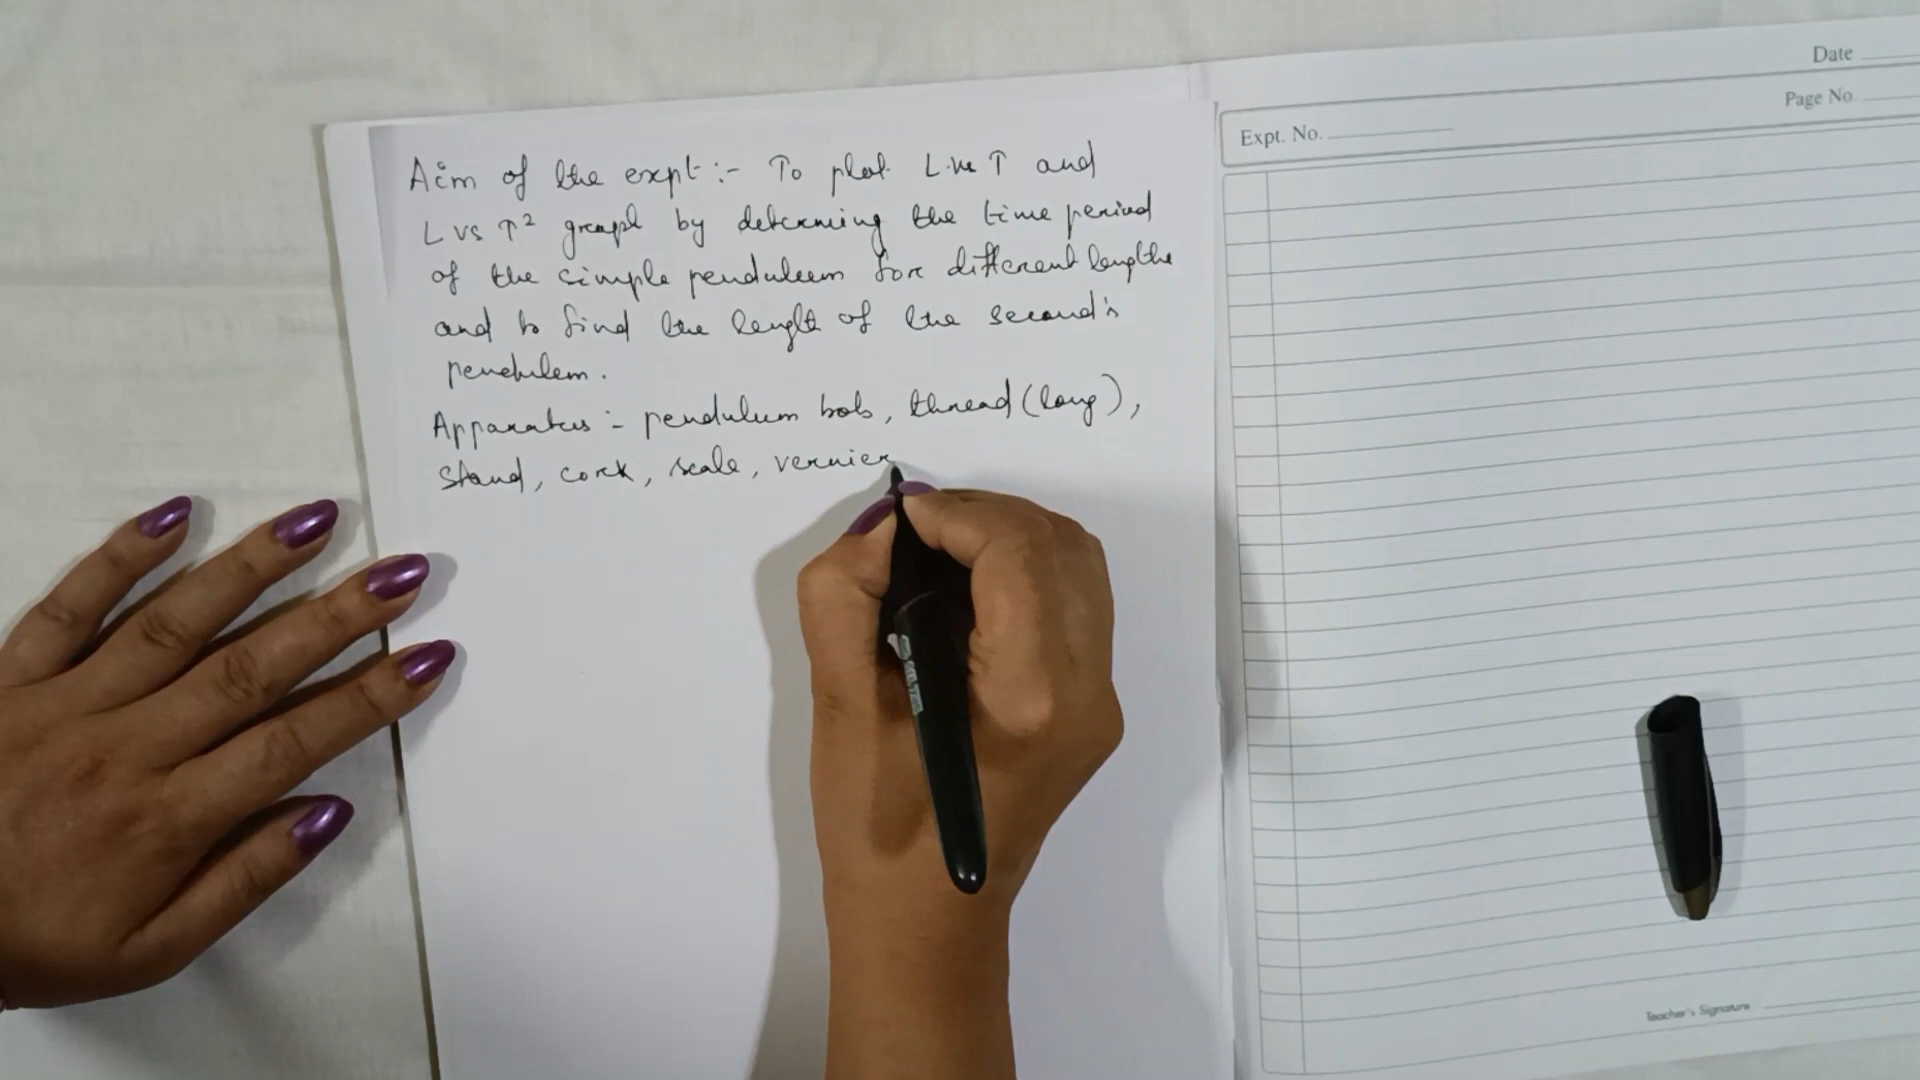 Aim of the expt :- To plot L vs T and
L vs T² graph by determing the time period
of the simple pendulum for different lengths
and to find the length of the second's
pendulem.
Apparatus :- pendulum bob, thread (long),
Stand, cork, scale, vernier
Date
Page No.
Expt. No.
Teacher's Signature